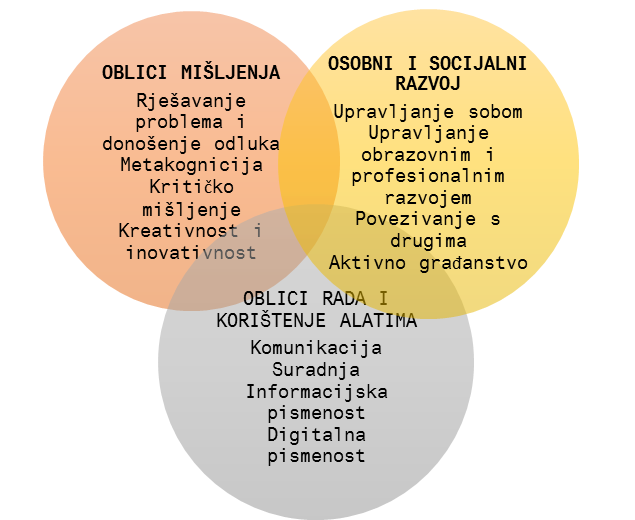 OBLICI MIŠLJENJA
Rješavanje
problema i
donošenje odluka
Metakognicija
Kritičko
mišljenje
Kreativnost i
inovativnost
OSOBNI I SOCIJALNI
RAZVOJ
Upravljanje sobom
Upravljanje
obrazovnim i
profesionalnim
razvojem
Povezivanje s
drugima
Aktivno građanstvo
OBLICI RADA I
KORIŠTENJE ALATIMA
Komunikacija
Suradnja
Informacijska
pismenost
Digitalna
pismenost